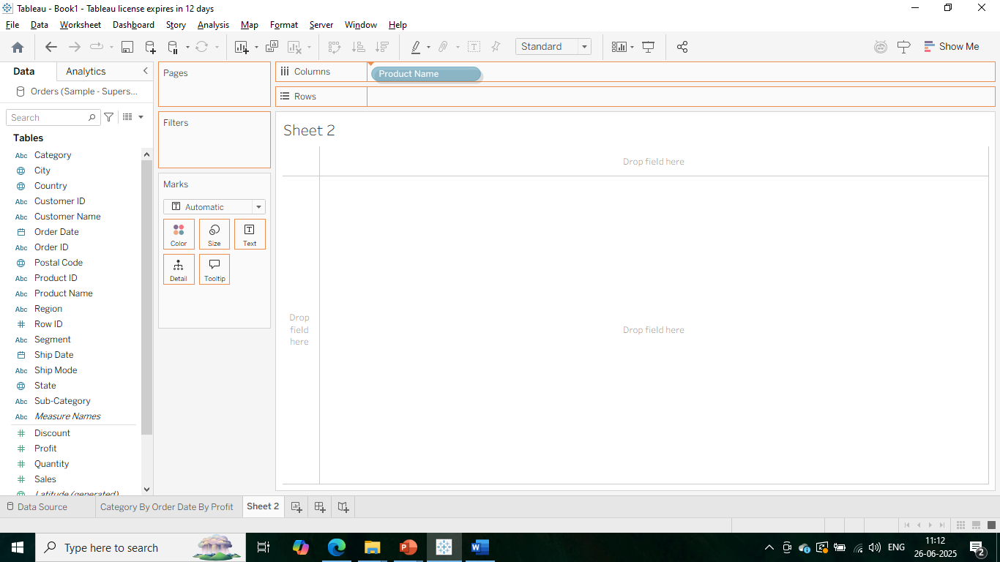 Tableau - Book1 - Tableau license expires in 12 days
File Data Worksheet Dashboard Story Analysis Map Format Server Window Help
Standard
Show Me
Data Analytics
Orders (Sample - Supers...
Search
Tables
Abc Category
City
Country
Abc Customer ID
Abc Customer Name
Order Date
Abc Order ID
Postal Code
Abc Product ID
Abc Product Name
Abc Region
Row ID
Abc Segment
Ship Date
Abc Ship Mode
State
Abc Sub-Category
Abc Measure Names
Discount
Profit
Quantity
Sales
Latitude (generated)
Pages
Filters
Marks
T Automatic
Color Size T Text
Detail Tooltip
Columns Product Name
Rows
Sheet 2
Drop field here
Drop
field
here
Drop field here
Data Source Category By Order Date By Profit Sheet 2
Type here to search
ENG
11:12
26-06-2025
2